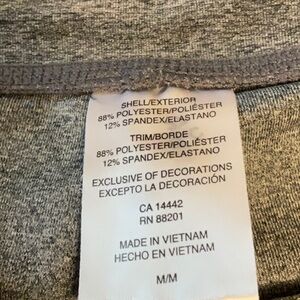 SHELL/EXTERIOR
88% POLYESTER/POLIÉSTER
12% SPANDEX/ELASTANO
TRIM/BORDE
88% POLYESTER/POLIÉSTER
12% SPANDEX/ELASTANO
EXCLUSIVE OF DECORATIONS
EXCEPTO LA DECORACIÓN
CA 14442
RN 88201
MADE IN VIETNAM
HECHO EN VIETNAM
M/M